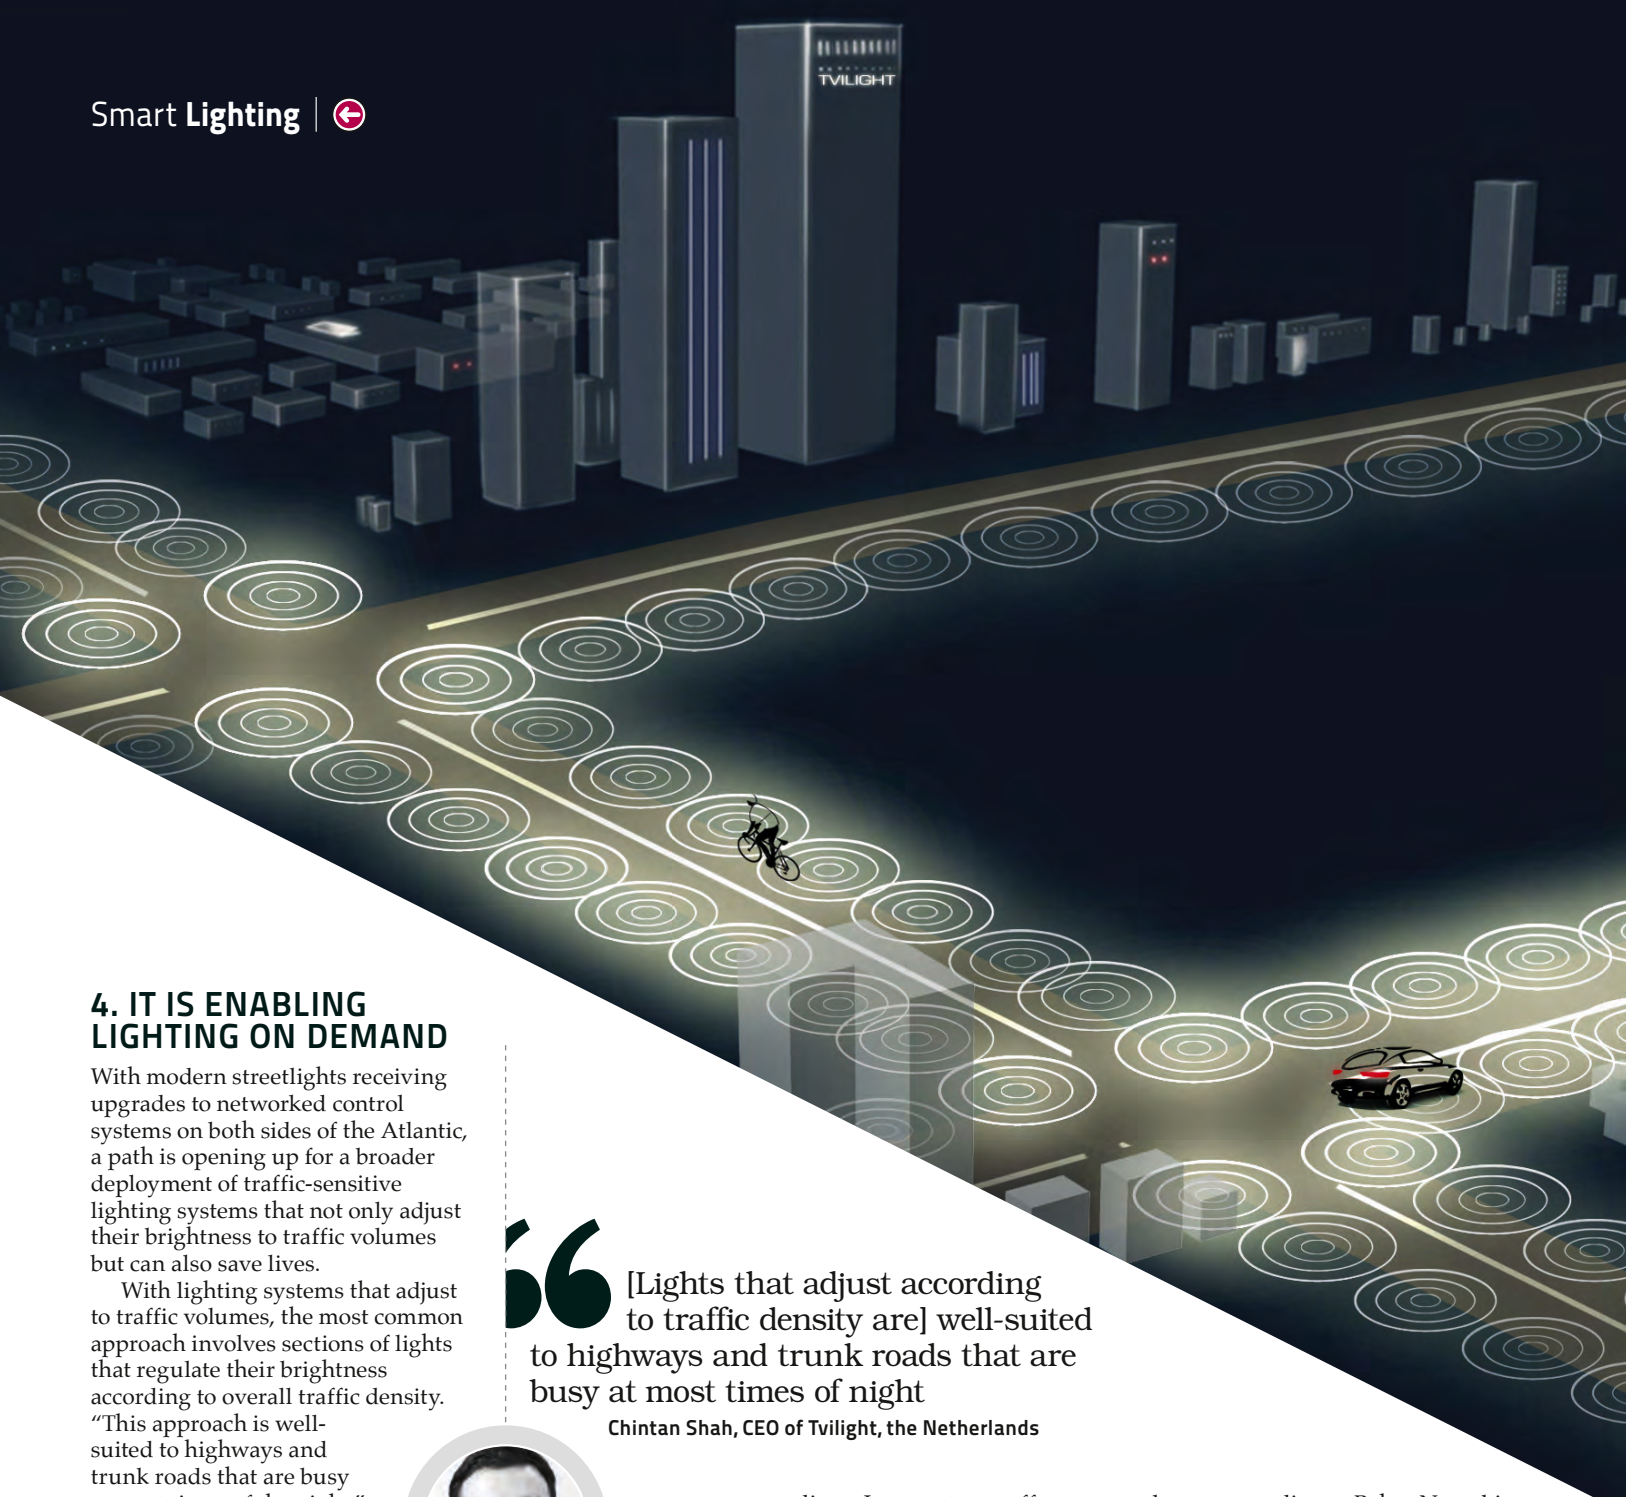 TVILIGHT
Smart Lighting
4. IT IS ENABLING
LIGHTING ON DEMAND
With modern streetlights receiving
upgrades to networked control
systems on both sides of the Atlantic,
a path is opening up for a broader
deployment of traffic-sensitive
lighting systems that not only adjust
their brightness to traffic volumes
but can also save lives.
With lighting systems that adjust
to traffic volumes, the most common
approach involves sections of lights
that regulate their brightness
according to overall traffic density.
“This approach is well-
suited to highways and
trunk roads that are busy
“
[Lights that adjust according
to traffic density are] well-suited
to highways and trunk roads that are
busy at most times of night
Chintan Shah, CEO of Tvilight, the Netherlands